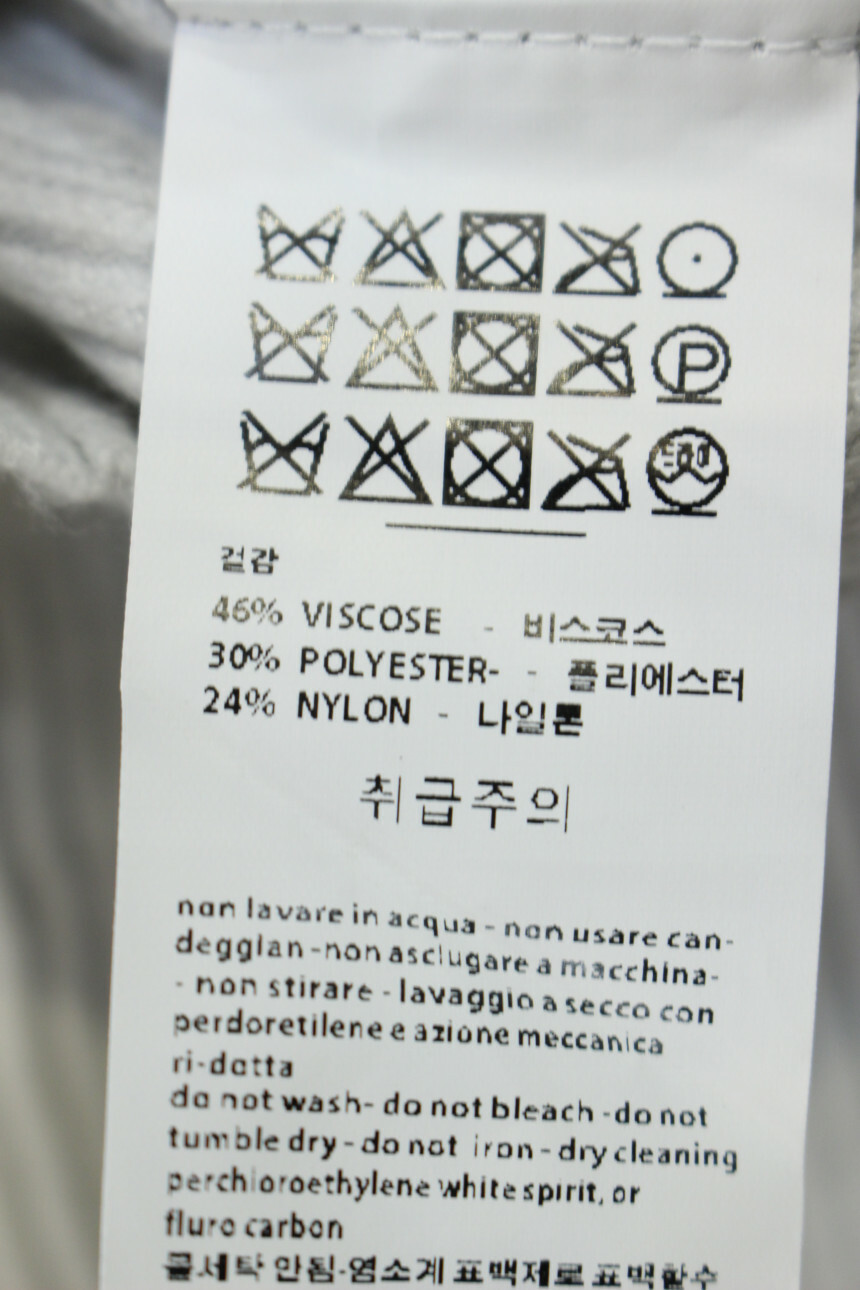 P
드라이
겉감
46% VISCOSE - 비스코스
30% POLYESTER- - 폴리에스터
24% NYLON - 나일론
취급주의
non lavare in acqua - non usare can-
deggian -non asciugare a macchina-
- non stirare - lavaggio a secco con
perdoretilene e azione meccanica
ri-dotta
do not wash- do not bleach -do not
tumble dry - do not iron - dry cleaning
perchioroethylene white spirit, or
fluro carbon
물세탁 안됨-염소계 표백제로 표백할수